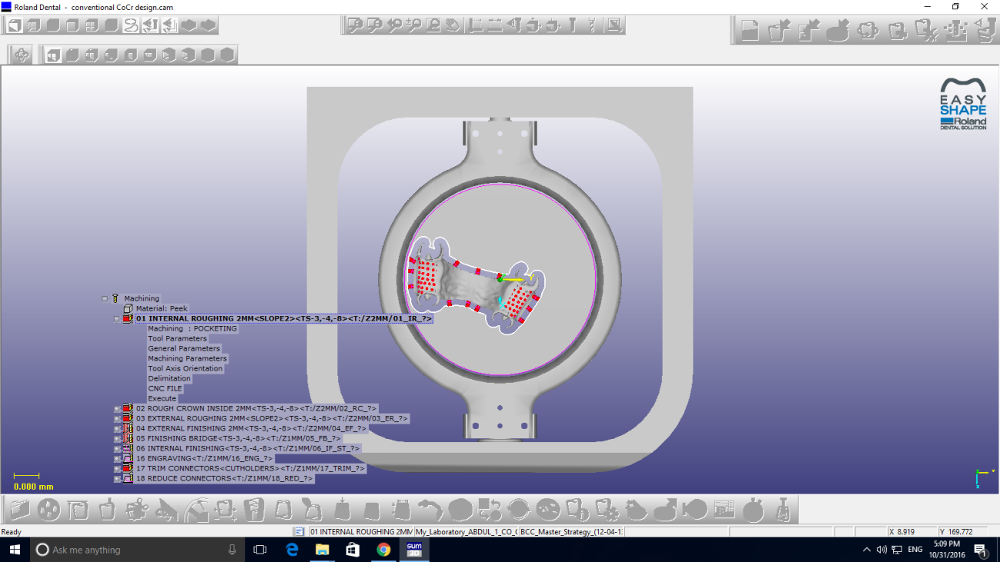 Roland Dental - conventional CoCr design.cam
EASY
SHAPE
Roland
DENTAL SOLUTION
Machining
Material: Peek
01 INTERNAL ROUGHING 2MM<SLOPE2><TS-3,-4,-8><T:/Z2MM/01_IR_?>
Machining : POCKETING
Tool Parameters
General Parameters
Machining Parameters
Tool Axis Orientation
Delimitation
CNC FILE
Execute
02 ROUGH CROWN INSIDE 2MM<TS-3,-4,-8><T:/Z2MM/02_RC_?>
03 EXTERNAL ROUGHING 2MM<SLOPE2><TS-3,-4,-8><T:/Z2MM/03_ER_?>
04 EXTERNAL FINISHING 2MM<TS-3,-4,-8><T:/Z2MM/04_EF_?>
05 FINISHING BRIDGE<TS-3,-4,-8><T:/Z1MM/05_FB_?>
06 INTERNAL FINISHING<TS-3,-4,-8><T:/Z1MM/06_IF_ST_?>
16 ENGRAVING<T:/Z1MM/16_ENG_?>
17 TRIM CONNECTORS<CUTHOLDERS><T:/Z1MM/17_TRIM_?>
18 REDUCE CONNECTORS<T:/Z1MM/18_RED_?>
0.000 mm
Y
X
Ready
01 INTERNAL ROUGHING 2MM
My_Laboratory_ABDUL_1_CO_C
BCC_Master_Strategy_(12-04-1
X 8.919
Y 169.772
Ask me anything
SUM
3D
ENG
5:09 PM
10/31/2016
1